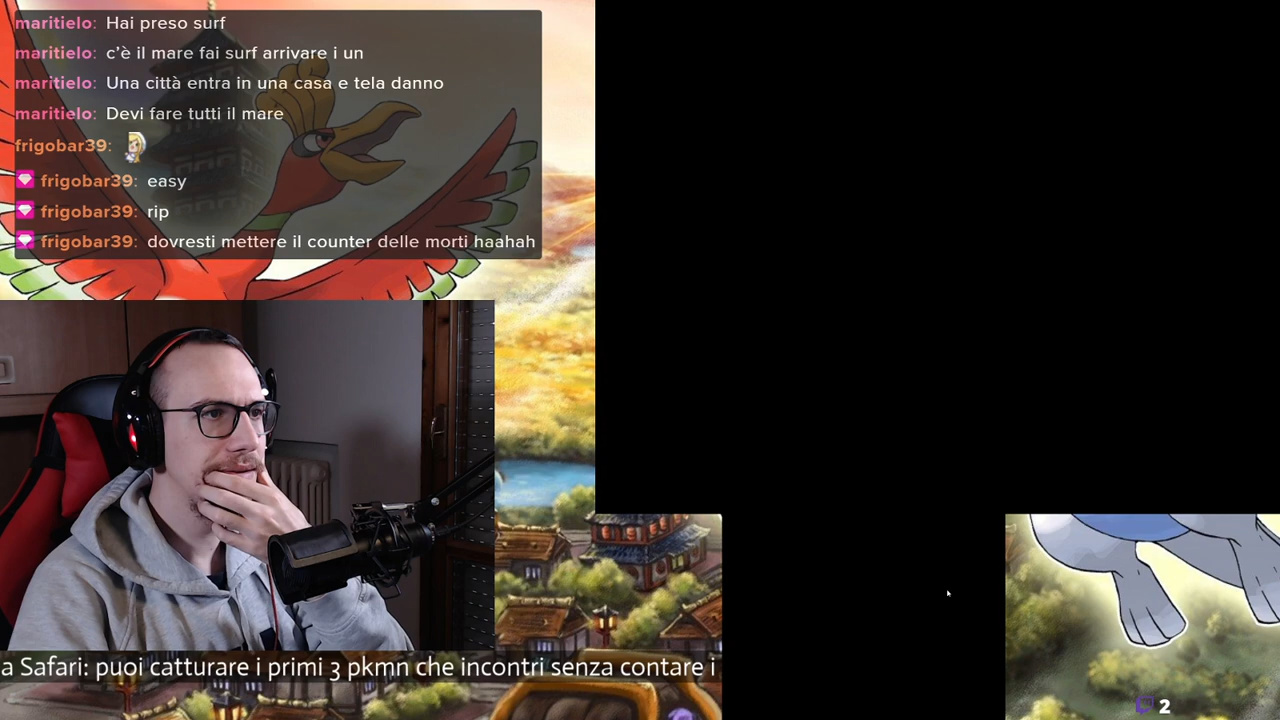 maritielo: Hai preso surf
maritielo: c'è il mare fai surf arrivare i un
maritielo: Una città entra in una casa e tela danno
maritielo: Devi fare tutti il mare
frigobar39:
frigobar39: easy
frigobar39: rip
frigobar39: dovresti mettere il counter delle morti haahah
a Safari: puoi catturare i primi 3 pkmn che incontri senza contare i
2